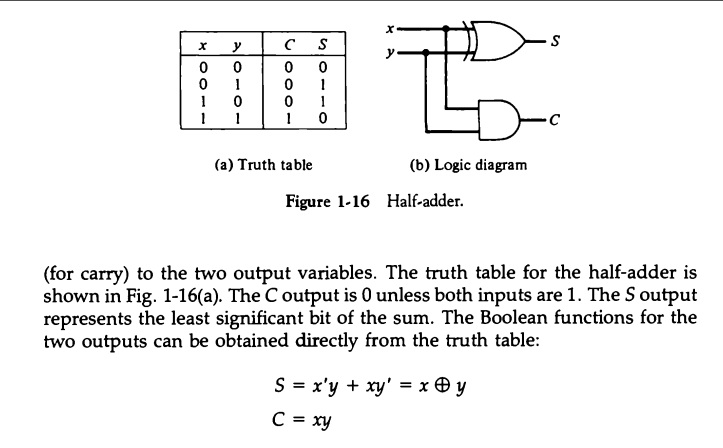 x y C S
0 0 0 0
0 1 0 1
1 0 0 1
1 1 1 0
x
y
S
C
(a) Truth table
(b) Logic diagram
Figure 1-16 Half-adder.
(for carry) to the two output variables. The truth table for the half-adder is
shown in Fig. 1-16(a). The C output is 0 unless both inputs are 1. The S output
represents the least significant bit of the sum. The Boolean functions for the
two outputs can be obtained directly from the truth table:
S = x'y + xy' = x ⊕ y
C = xy